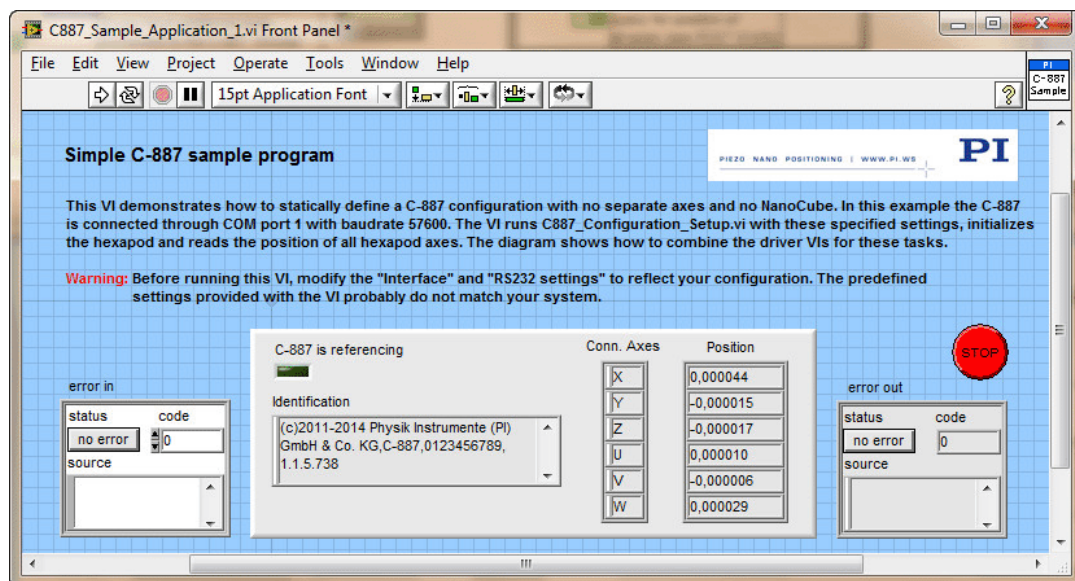 C887_Sample_Application_1.vi Front Panel *
File Edit View Project Operate Tools Window Help
15pt Application Font
PI
C-887
Sample
Simple C-887 sample program
PIEZO NANO POSITIONING | WWW.PI.WS
PI
This VI demonstrates how to statically define a C-887 configuration with no separate axes and no NanoCube. In this example the C-887
is connected through COM port 1 with baudrate 57600. The VI runs C887_Configuration_Setup.vi with these specified settings, initializes
the hexapod and reads the position of all hexapod axes. The diagram shows how to combine the driver VIs for these tasks.
Warning: Before running this VI, modify the "Interface" and "RS232 settings" to reflect your configuration. The predefined
settings provided with the VI probably do not match your system.
error in
status code
no error 0
source
C-887 is referencing
Identification
(c)2011-2014 Physik Instrumente (PI)
GmbH & Co. KG,C-887,0123456789,
1.1.5.738
Conn. Axes Position
X 0,000044
Y -0,000015
Z -0,000017
U 0,000010
V -0,000006
W 0,000029
STOP
error out
status code
no error 0
source